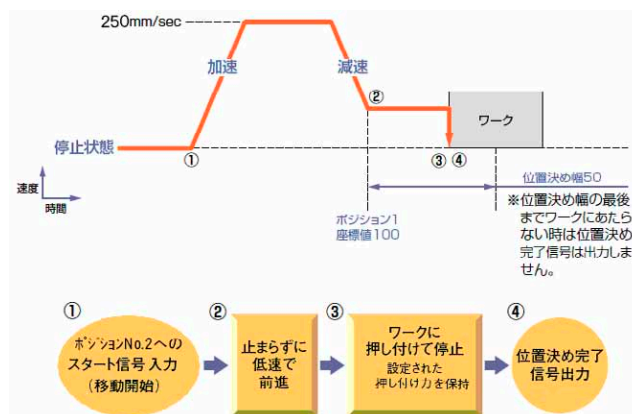 250mm/sec
加速
減速
②
ワーク
停止状態
①
③ ④
速度
時間
位置決め幅50
ポジション1
座標値100
※位置決め幅の最後
までワークにあたら
ない時は位置決め
完了信号は出力しま
せん。
①
ポジションNo.2への
スタート信号入力
(移動開始)
②
止まらずに
低速で
前進
③
ワークに
押し付けて停止
設定された
押し付け力を保持
④
位置決め完了
信号出力